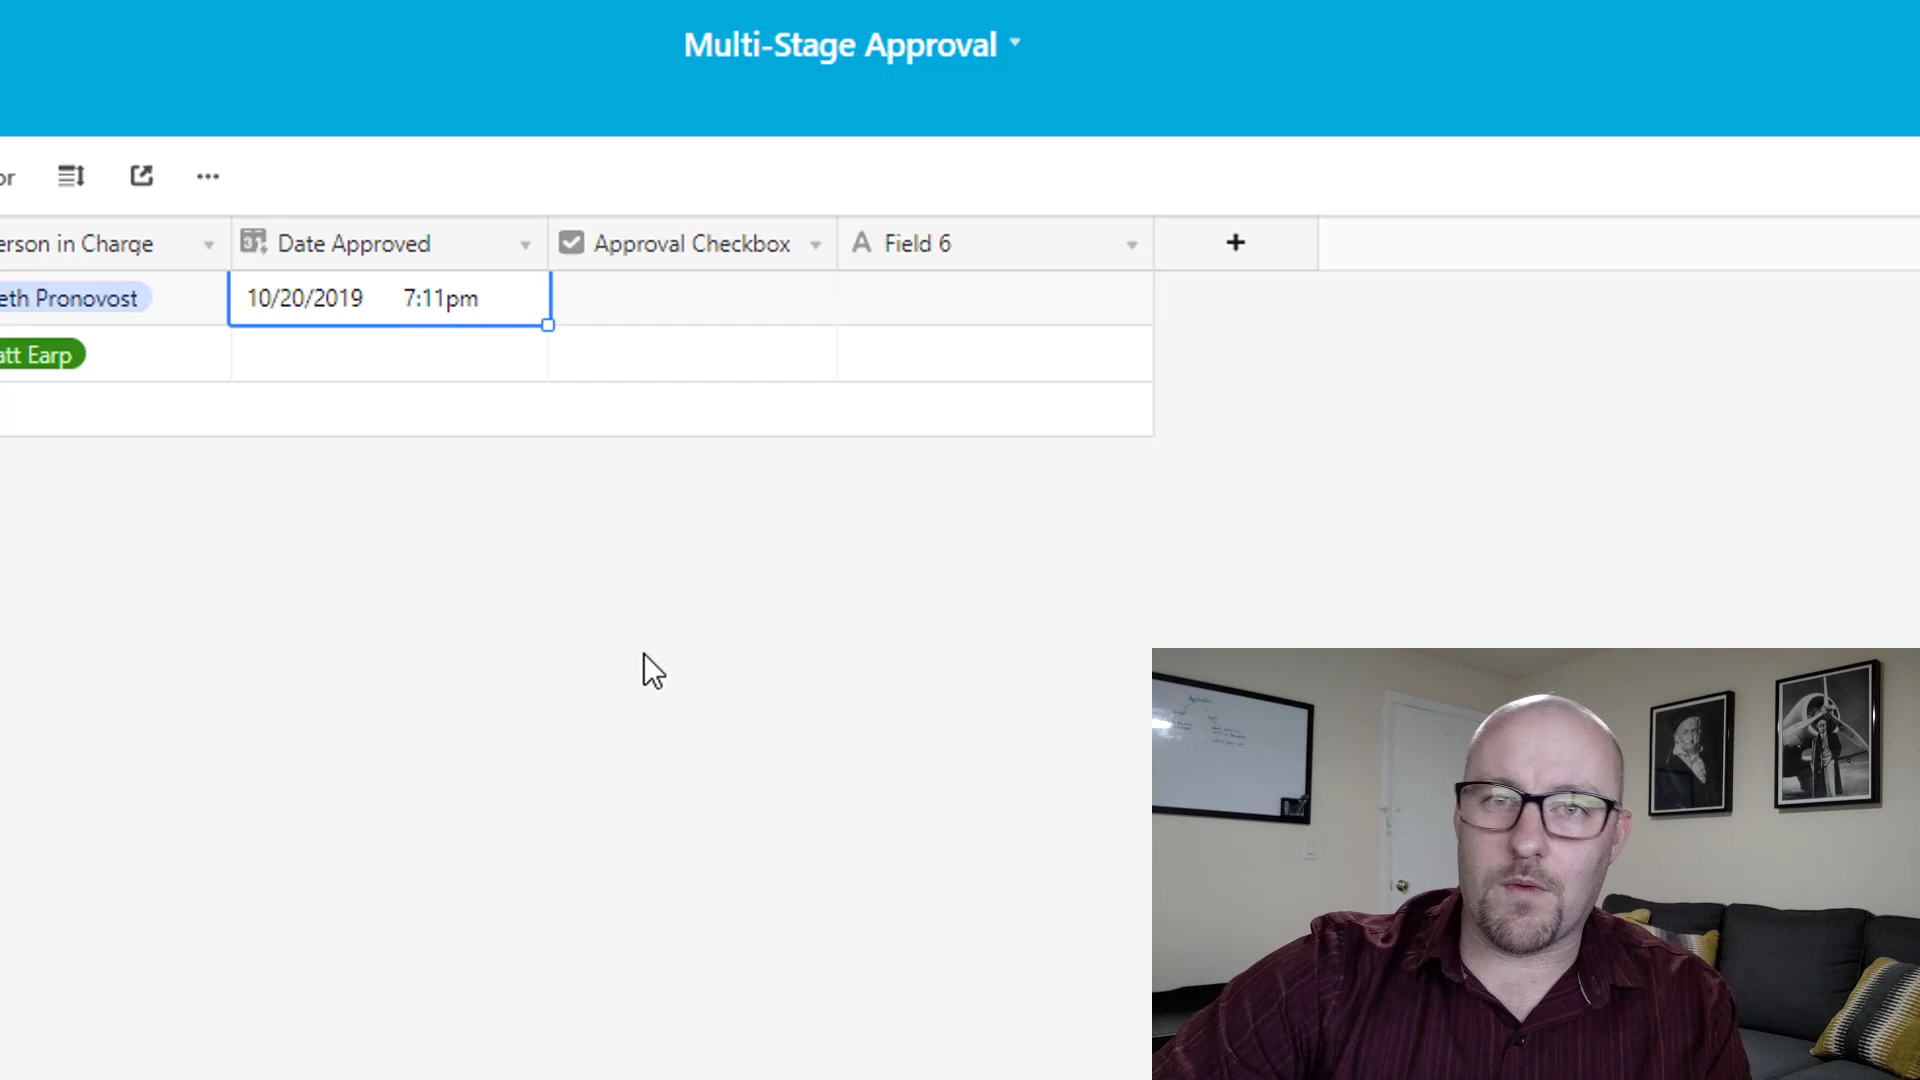 Multi-Stage Approval
or
erson in Charge Date Approved Approval Checkbox A Field 6 +
eth Pronovost 10/20/2019 7:11pm
att Earp